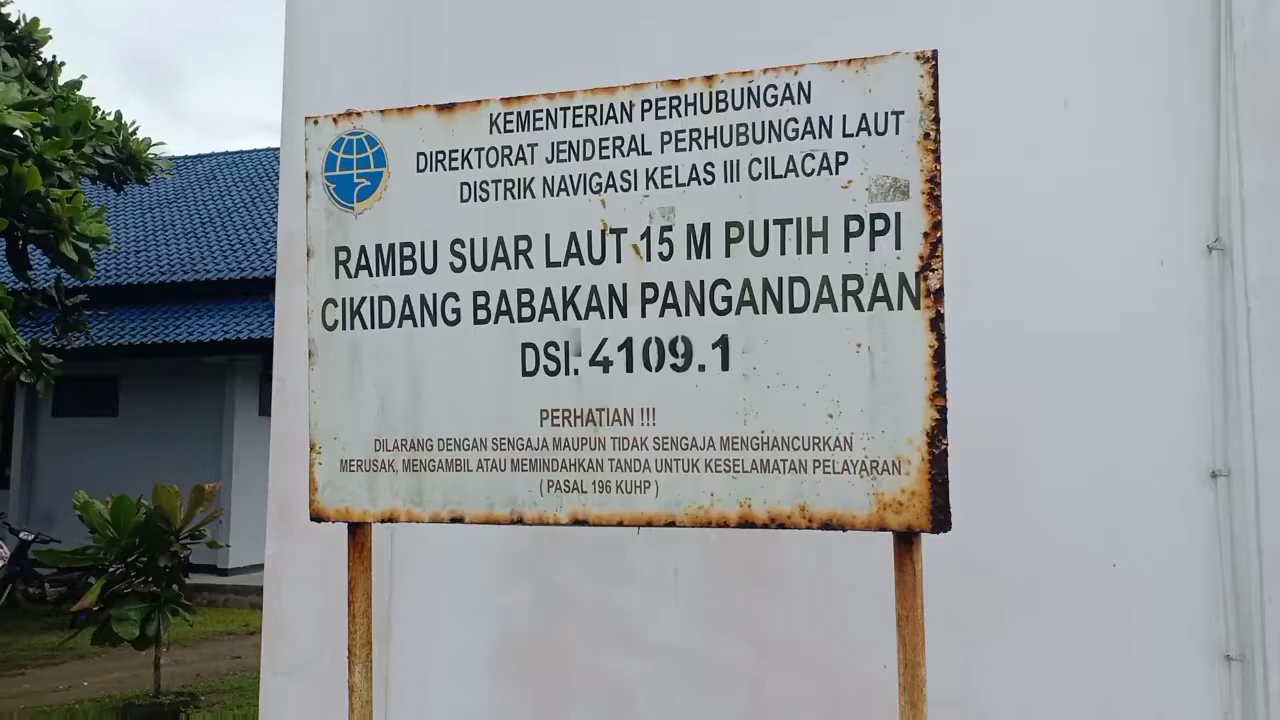 KEMENTERIAN PERHUBUNGAN
DIREKTORAT JENDERAL PERHUBUNGAN LAUT
DISTRIK NAVIGASI KELAS III CILACAP
RAMBU SUAR LAUT 15 M PUTIH PPI
CIKIDANG BABAKAN PANGANDARAN
DSI. 4109.1
PERHATIAN !!!
DILARANG DENGAN SENGAJA MAUPUN TIDAK SENGAJA MENGHANCURKAN
MERUSAK, MENGAMBIL ATAU MEMINDAHKAN TANDA UNTUK KESELAMATAN PELAYARAN
( PASAL 196 KUHP )